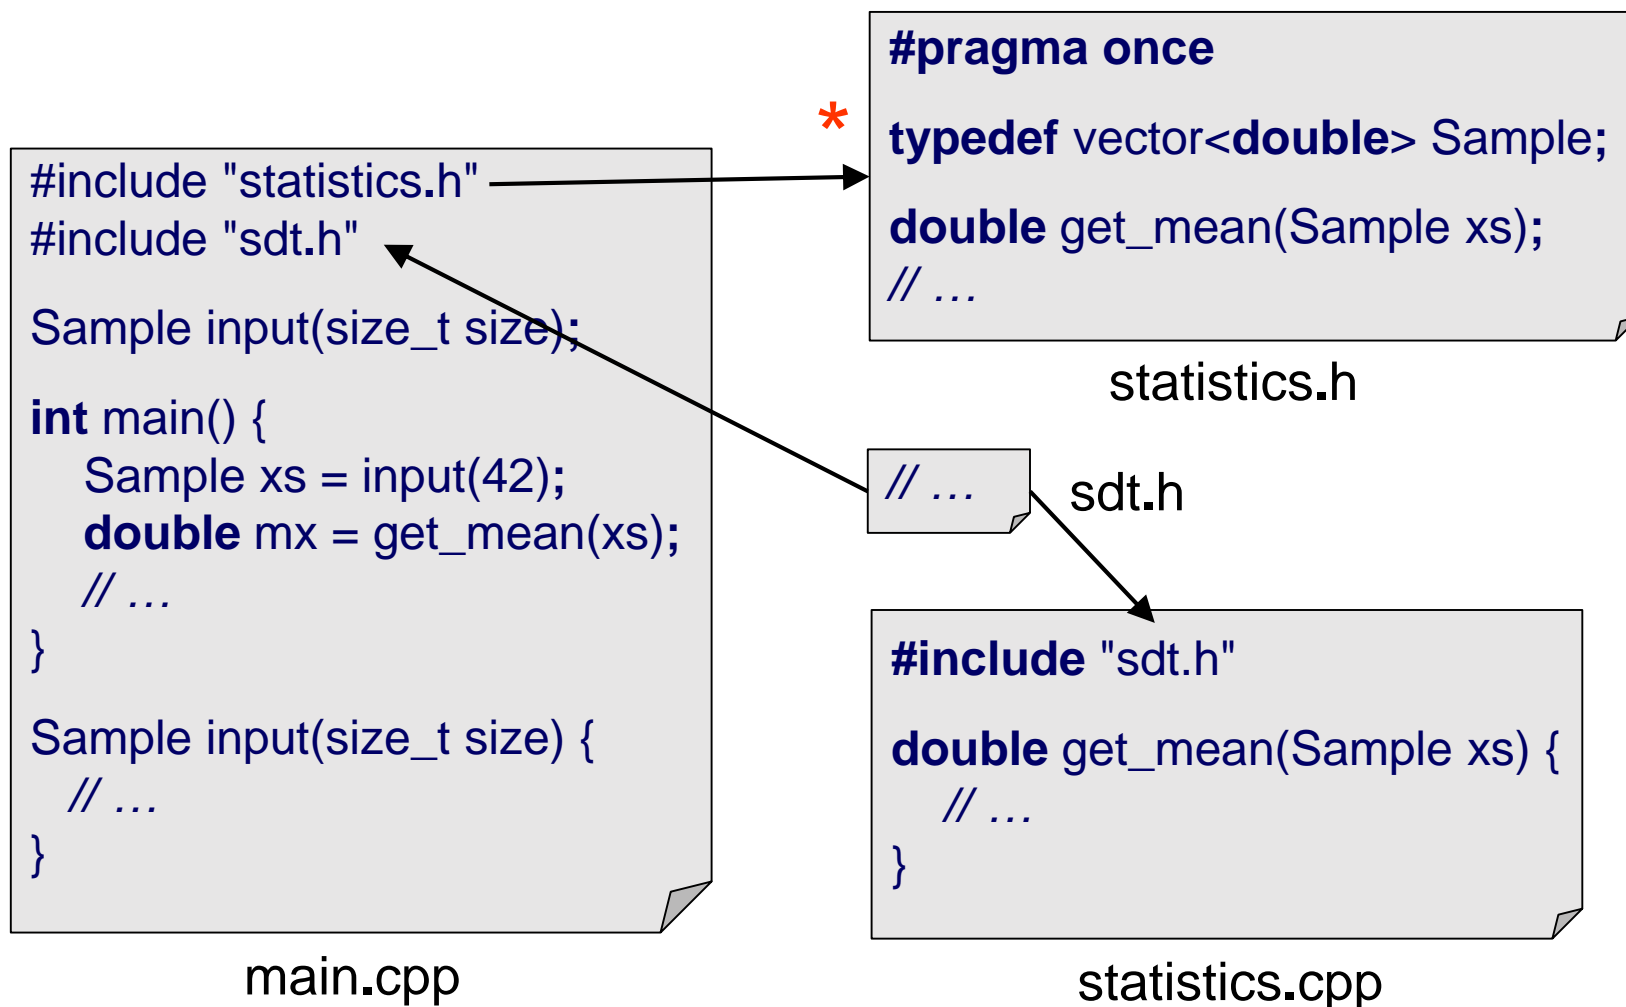 #include "statistics.h"
#include "sdt.h"
Sample input(size_t size);
int main() {
Sample xs = input(42);
double mx = get_mean(xs);
// …
}
Sample input(size_t size) {
// …
}
main.cpp
*
#pragma once
typedef vector<double> Sample;
double get_mean(Sample xs);
// …
statistics.h
// …
sdt.h
#include "sdt.h"
double get_mean(Sample xs) {
// …
}
statistics.cpp